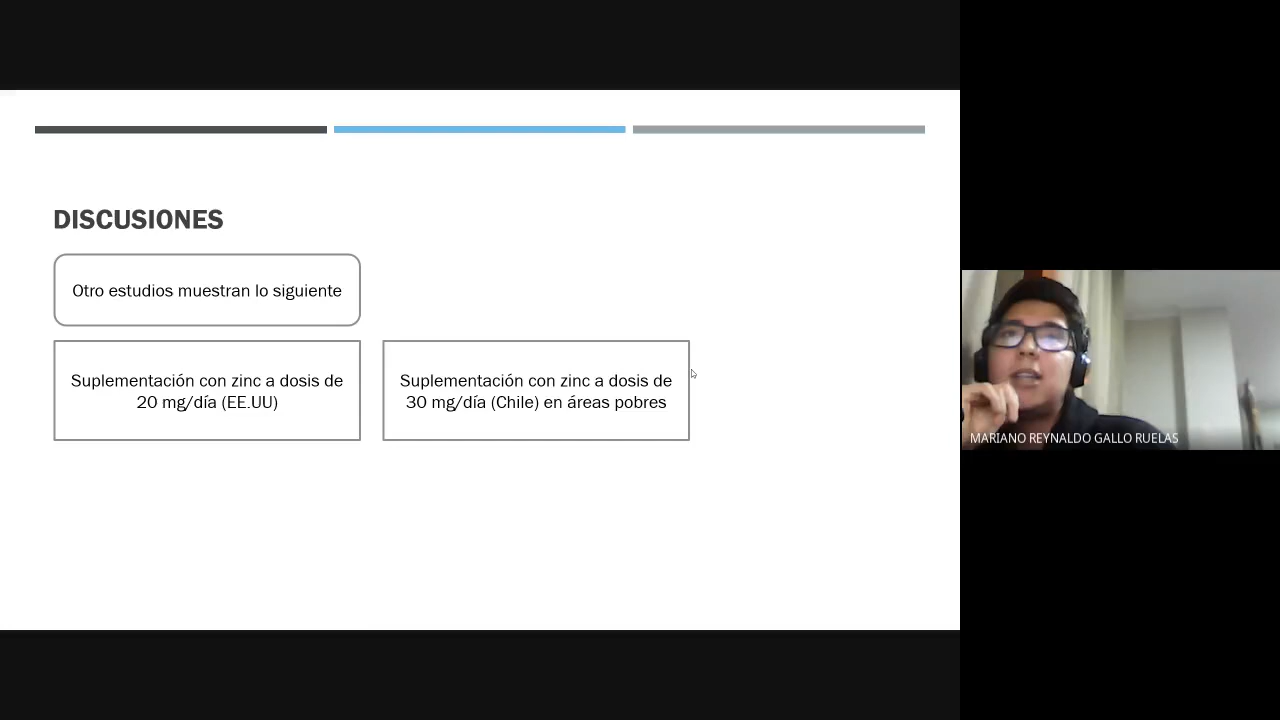 DISCUSIONES
Otro estudios muestran lo siguiente
Suplementación con zinc a dosis de
20 mg/día (EE.UU)
Suplementación con zinc a dosis de
30 mg/día (Chile) en áreas pobres
MARIANO REYNALDO GALLO RUELAS